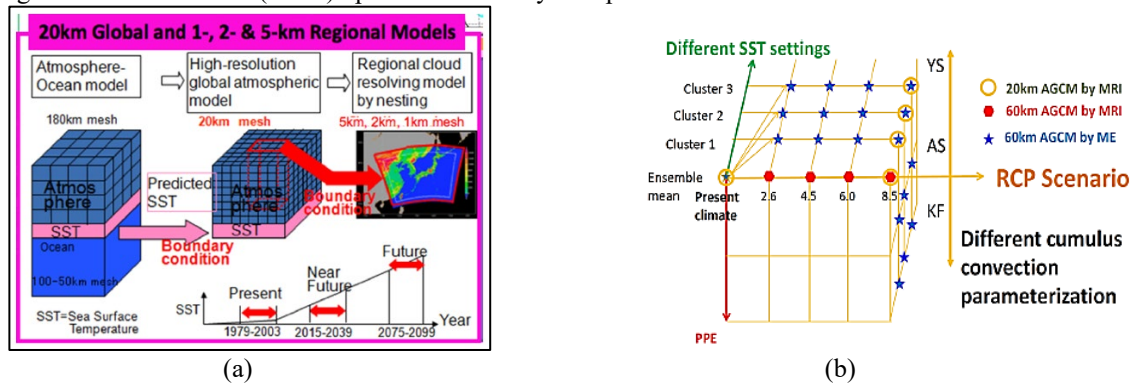 20km Global and 1-, 2- & 5-km Regional Models
Atmosphere-
Ocean model
High-resolution
global atmospheric
model
Regional cloud
resolving model
by nesting
180km mesh
20km mesh
5km, 2km, 1km mesh
Atmos
phere
SST
Ocean
100~50km mesh
Predicted
SST
Boundary
condition
Atmos
phere
SST
Boundary
condition
SST=Sea Surface
Temperature
SST
Present
Near
Future
Future
Year
1979-2003
2015-2039
2075-2099
(a)
Different SST settings
Cluster 3
Cluster 2
Cluster 1
Ensemble
mean
Present
climate
2.6
4.5
6.0
8.5
PPE
YS
AS
KF
20km AGCM by MRI
60km AGCM by MRI
60km AGCM by ME
RCP Scenario
Different cumulus
convection
parameterization
(b)